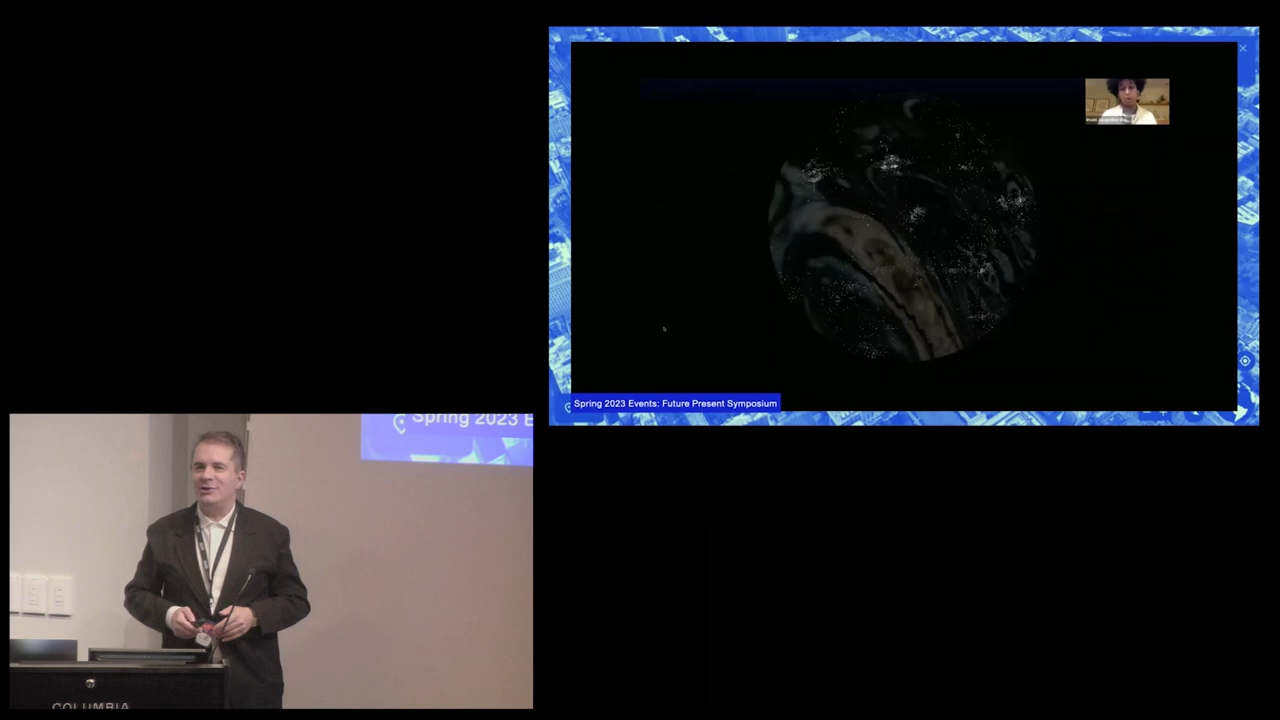 Spring 2023 Events: Future Present Symposium
Spring 2023 E
COLUMBIA